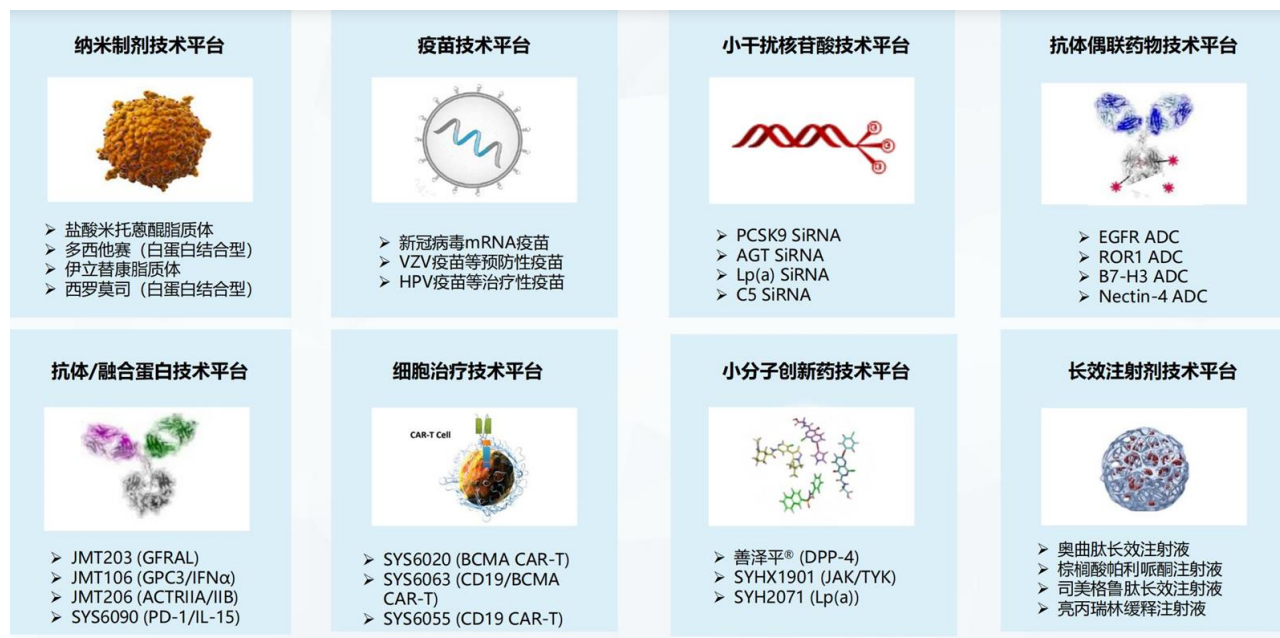 纳米制剂技术平台
➢ 盐酸米托蒽醌脂质体
➢ 多西他赛（白蛋白结合型）
➢ 伊立替康脂质体
➢ 西罗莫司（白蛋白结合型）
疫苗技术平台
➢ 新冠病毒mRNA疫苗
➢ VZV疫苗等预防性疫苗
➢ HPV疫苗等治疗性疫苗
小干扰核苷酸技术平台
➢ PCSK9 SiRNA
➢ AGT SiRNA
➢ Lp(a) SiRNA
➢ C5 SiRNA
抗体偶联药物技术平台
➢ EGFR ADC
➢ ROR1 ADC
➢ B7-H3 ADC
➢ Nectin-4 ADC
抗体/融合蛋白技术平台
➢ JMT203 (GFRAL)
➢ JMT106 (GPC3/IFNα)
➢ JMT206 (ACTRIIA/IIB)
➢ SYS6090 (PD-1/IL-15)
细胞治疗技术平台
CAR-T Cell
➢ SYS6020 (BCMA CAR-T)
➢ SYS6063 (CD19/BCMA
CAR-T)
➢ SYS6055 (CD19 CAR-T)
小分子创新药技术平台
➢ 善泽平® (DPP-4)
➢ SYHX1901 (JAK/TYK)
➢ SYH2071 (Lp(a))
长效注射剂技术平台
➢ 奥曲肽长效注射液
➢ 棕榈酸帕利哌酮注射液
➢ 司美格鲁肽长效注射液
➢ 亮丙瑞林缓释注射液